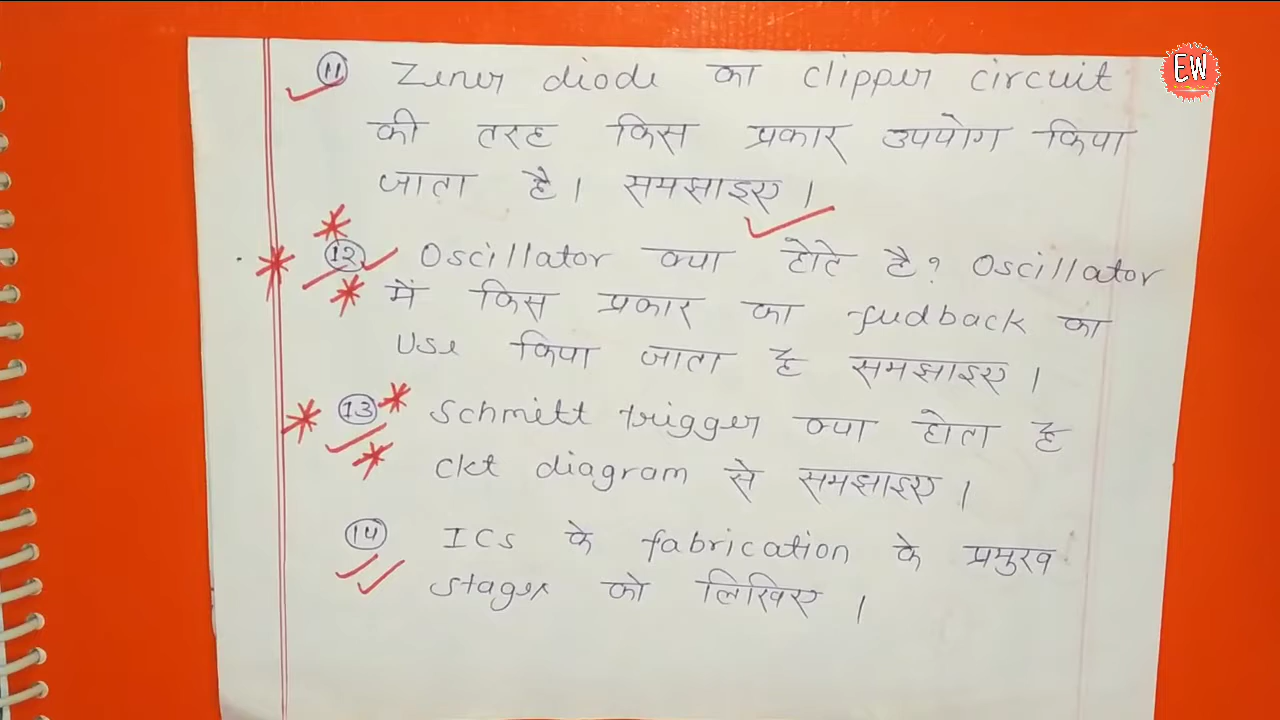 EW
11 Zener diode का clipper circuit
की तरह किस प्रकार उपयोग किया
जाता है। समझाइए।
12 Oscillator क्या होते है? Oscillator
में किस प्रकार का feedback का
use किया जाता है समझाइए।
13 Schmitt trigger क्या होता है
ckt diagram से समझाइए।
14 ICs के fabrication के प्रमुख
stages को लिखिए।